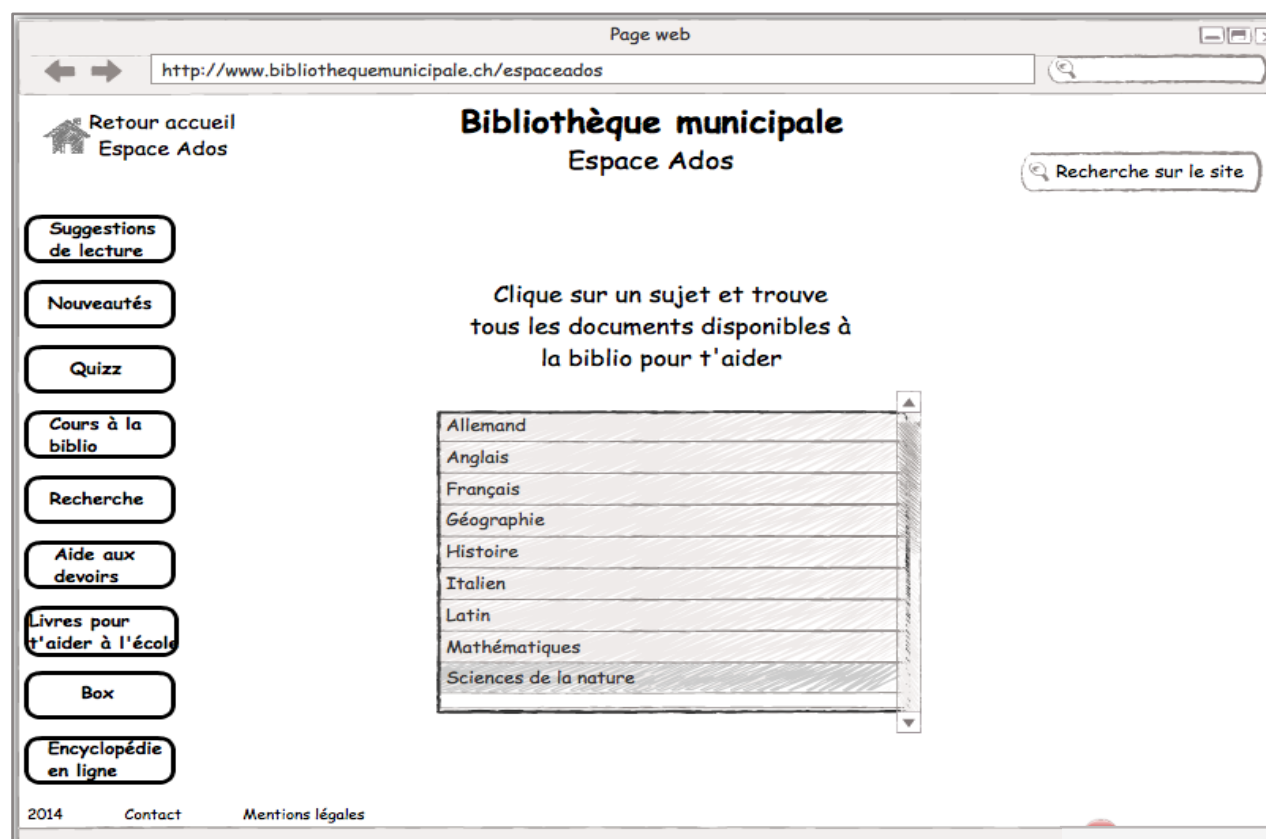 Page web
http://www.bibliothequemunicipale.ch/espaceados
Retour accueil
Espace Ados
Bibliothèque municipale
Espace Ados
Recherche sur le site
Suggestions
de lecture
Nouveautés
Quizz
Cours à la
biblio
Recherche
Aide aux
devoirs
Livres pour
t'aider à l'école
Box
Encyclopédie
en ligne
Clique sur un sujet et trouve
tous les documents disponibles à
la biblio pour t'aider
Allemand
Anglais
Français
Géographie
Histoire
Italien
Latin
Mathématiques
Sciences de la nature
2014 Contact Mentions légales